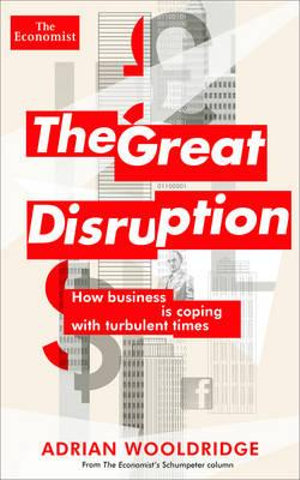 The
Economist
The Great
Disruption
01100001
How business
is coping
with turbulent times
f
ADRIAN WOOLDRIDGE
From The Economist's Schumpeter column